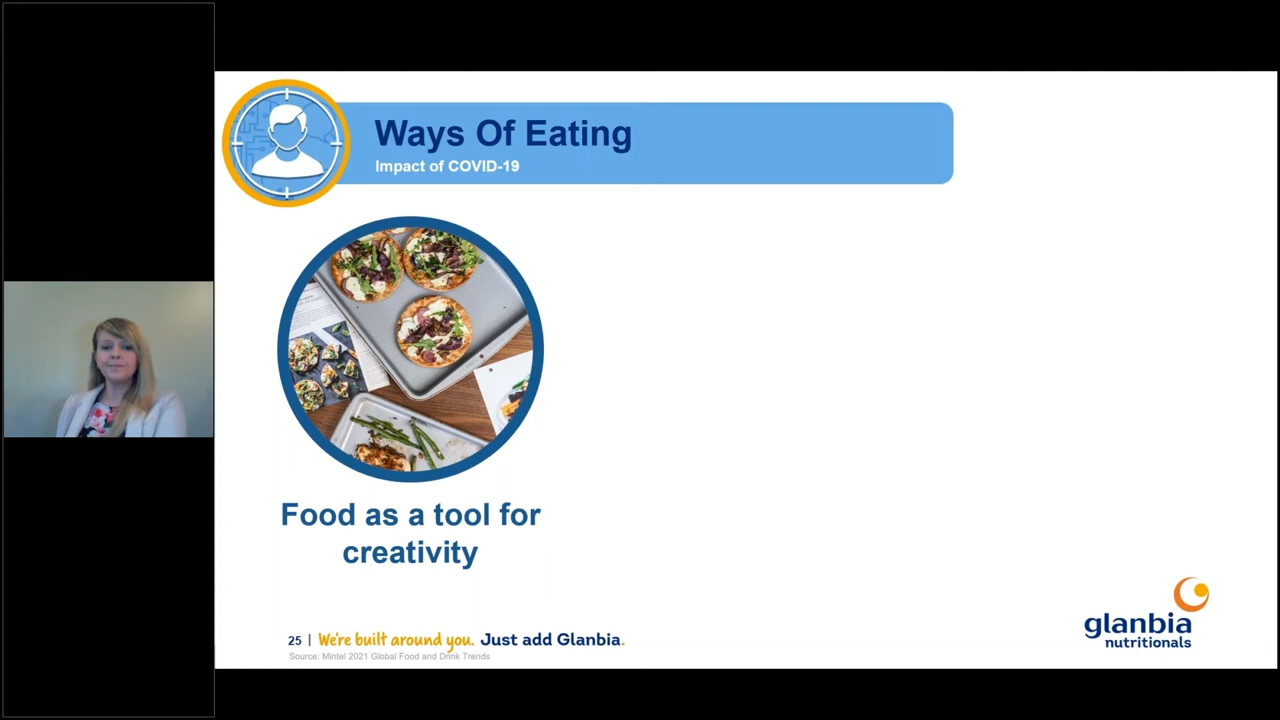 Ways Of Eating
Impact of COVID-19
Food as a tool for
creativity
25 | We're built around you. Just add Glanbia.
Source: Mintel 2021 Global Food and Drink Trends
glanbia
nutritionals